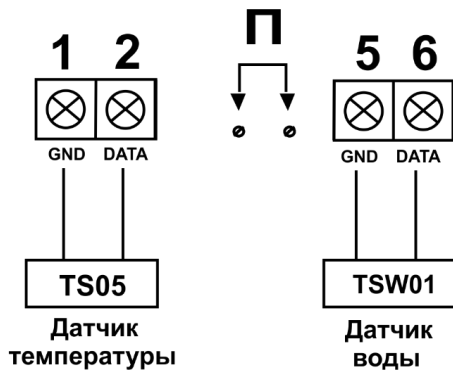 П
1 2
5 6
GND DATA
GND DATA
TS05
TSW01
Датчик
температуры
Датчик
воды